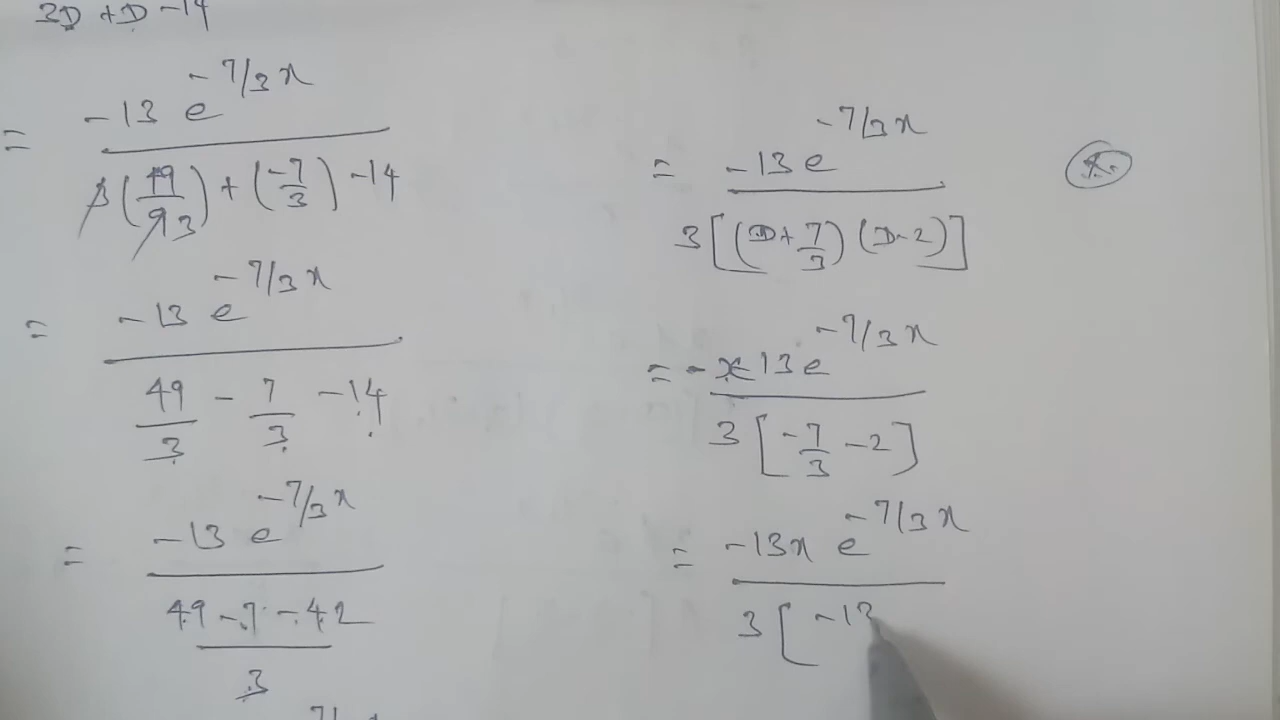 3D + D - 14
-7/3 x
= -13 e
3 (49/9 3) + (-7/3) - 14
-7/3 x
= -13 e
49/3 - 7/3 - 14
-7/3 x
= -13 e
49 - 7 - 42
3
-7/3 x
= -13 e
3 [(D + 7/3) (D - 2)]
-7/3 x
= - x 13 e
3 [-7/3 - 2]
-7/3 x
= -13x e
3 [ -13